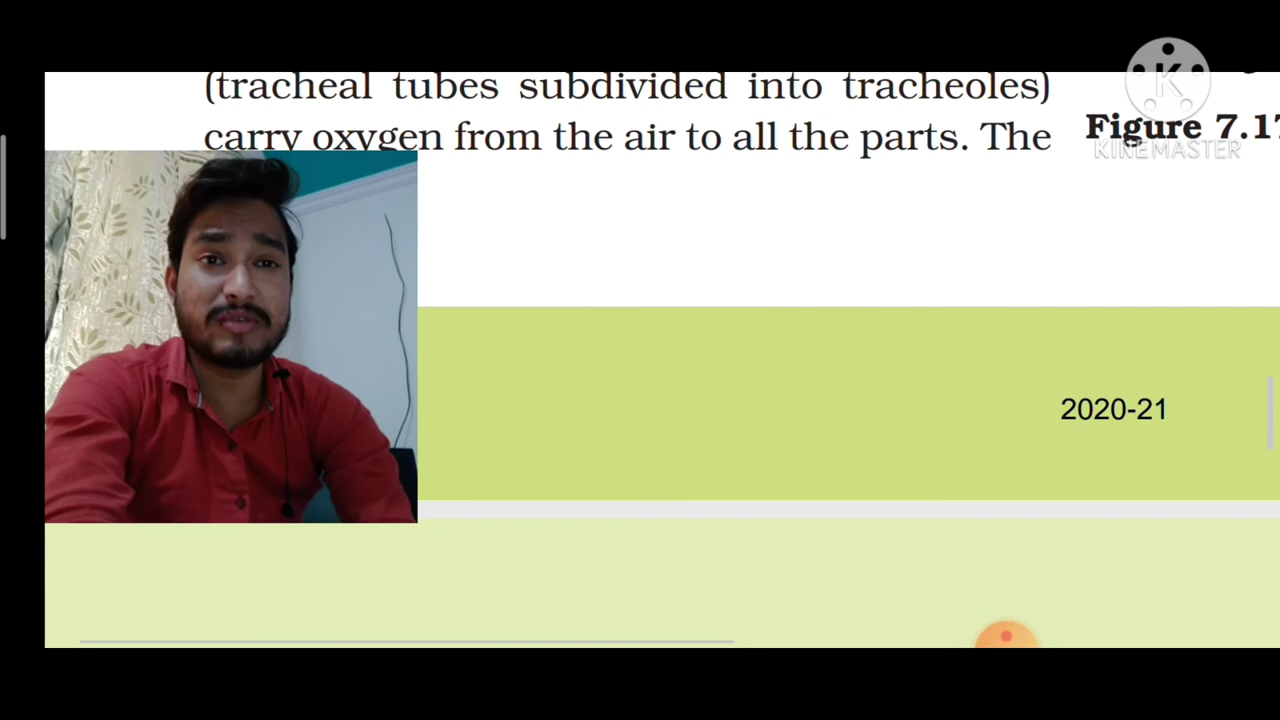 (tracheal tubes subdivided into tracheoles)
carry oxygen from the air to all the parts. The
Figure 7.17
K
KINEMASTER
2020-21